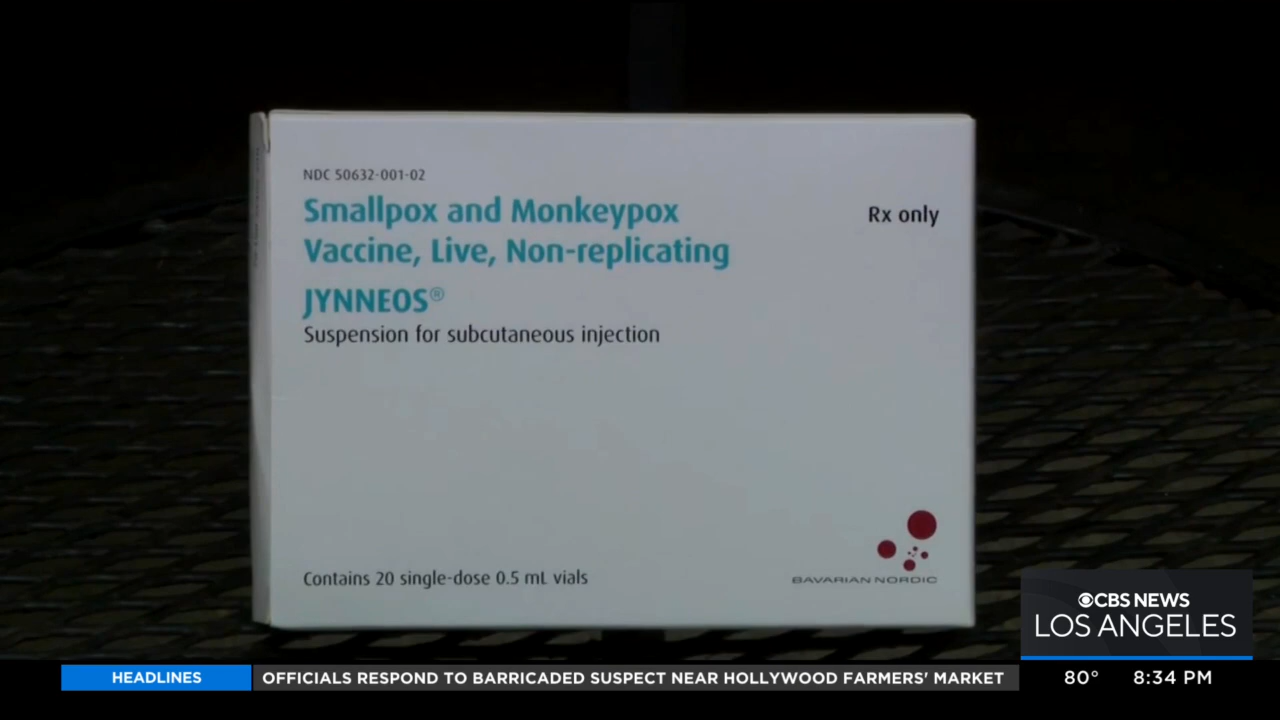 NDC 50632-001-02
Smallpox and Monkeypox
Vaccine, Live, Non-replicating
Rx only
JYNNEOS®
Suspension for subcutaneous injection
Contains 20 single-dose 0.5 mL vials
BAVARIAN NORDIC
CBS NEWS
LOS ANGELES
HEADLINES
OFFICIALS RESPOND TO BARRICADED SUSPECT NEAR HOLLYWOOD FARMERS' MARKET
80°
8:34 PM